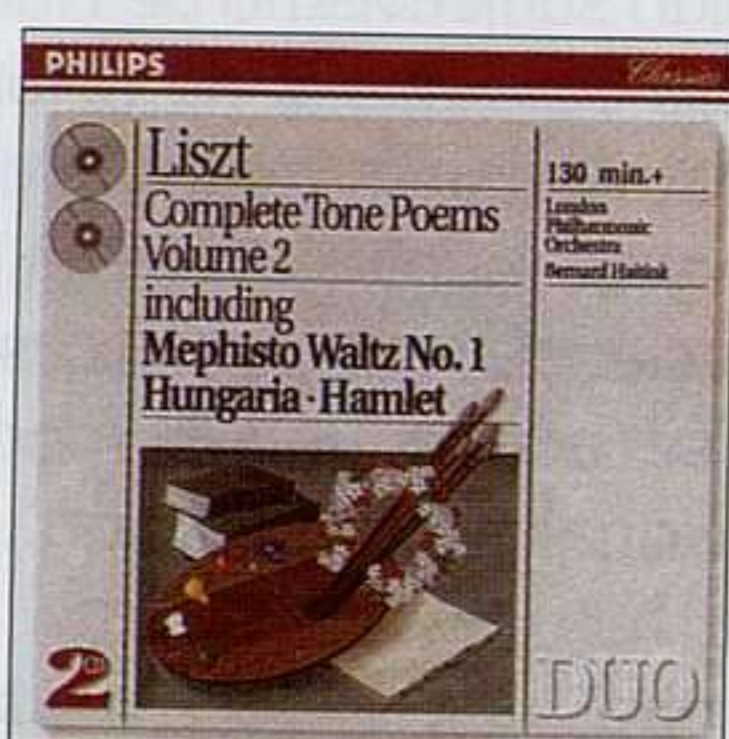 PHILIPS
Classics
Liszt
Complete Tone Poems
Volume 2
including
Mephisto Waltz No. 1
Hungaria · Hamlet
130 min.+
London
Philharmonic
Orchestra
Bernard Haitink
2
DUO